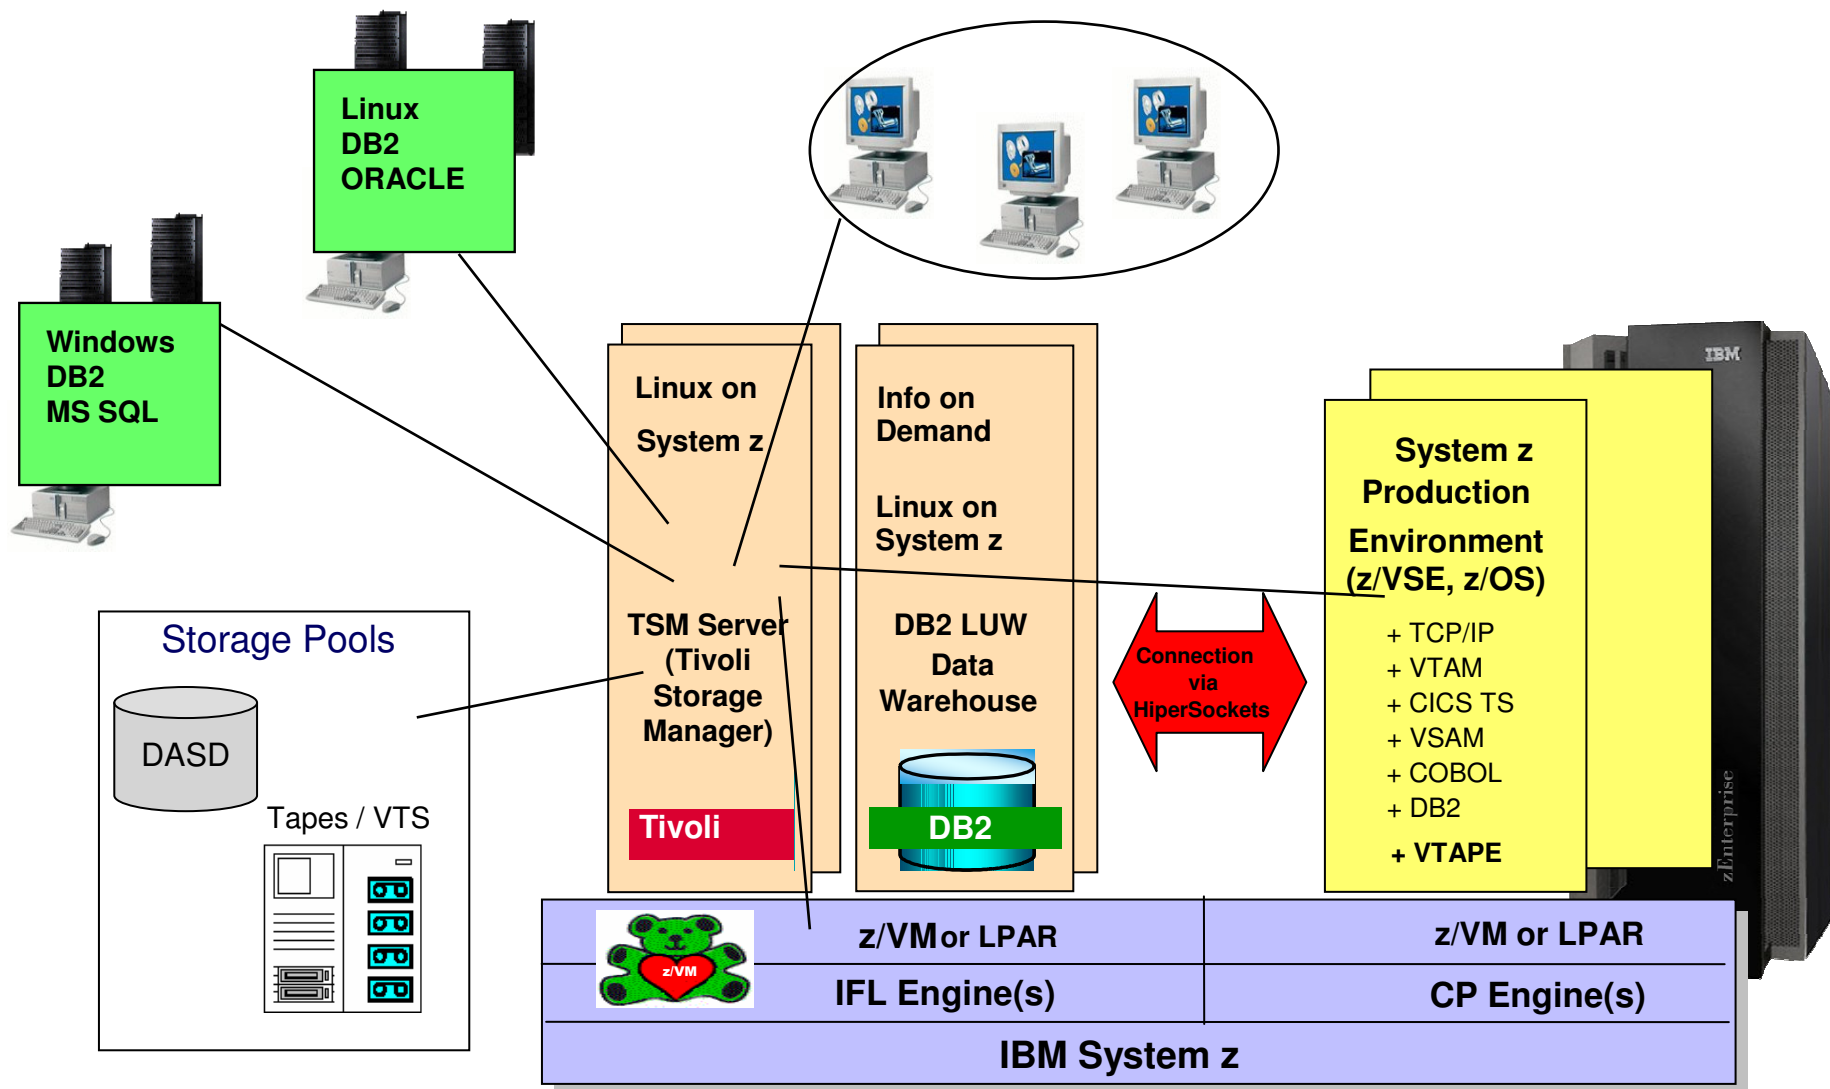 Linux
DB2
ORACLE
Windows
DB2
MS SQL
Linux on
System z
TSM Server
(Tivoli
Storage
Manager)
Tivoli
Info on
Demand
Linux on
System z
DB2 LUW
Data
Warehouse
DB2
Connection
via
HiperSockets
IBM
System z
Production
Environment
(z/VSE, z/OS)
+ TCP/IP
+ VTAM
+ CICS TS
+ VSAM
+ COBOL
+ DB2
+ VTAPE
zEnterprise
Storage Pools
DASD
Tapes / VTS
z/VM
z/VM or LPAR
z/VM or LPAR
IFL Engine(s)
CP Engine(s)
IBM System z